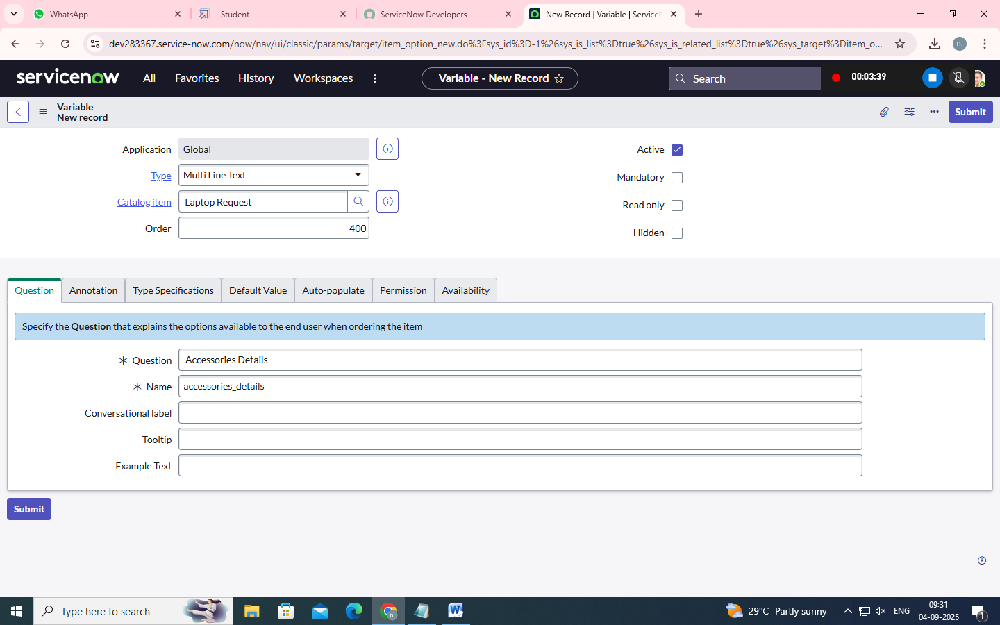 WhatsApp
- Student
ServiceNow Developers
New Record | Variable | Service
dev283367.service-now.com/now/nav/ui/classic/params/target/item_option_new.do%3Fsys_id%3D-1%26sys_is_list%3Dtrue%26sys_is_related_list%3Dtrue%26sys_target%3Ditem_o...
n.
servicenow
All
Favorites
History
Workspaces
Variable - New Record
Search
00:03:39
Variable
New record
Submit
Application
Global
Active
Type
Multi Line Text
Mandatory
Catalog item
Laptop Request
Read only
Order
400
Hidden
Question
Annotation
Type Specifications
Default Value
Auto-populate
Permission
Availability
Specify the Question that explains the options available to the end user when ordering the item
* Question
Accessories Details
* Name
accessories_details
Conversational label
Tooltip
Example Text
Submit
Type here to search
n.
W
29°C Partly sunny
ENG
09:31
04-09-2025
1